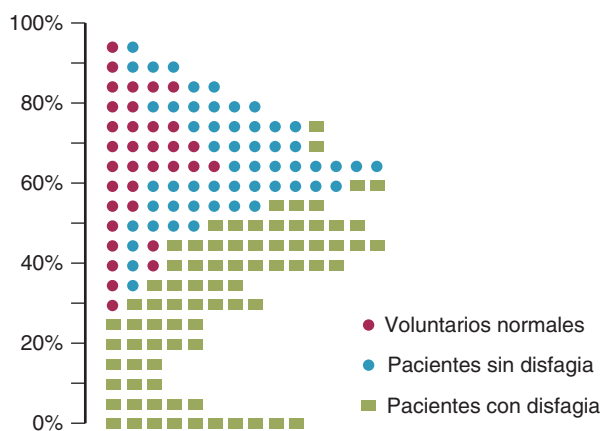 100%
80%
60%
40%
20%
0%
Voluntarios normales
Pacientes sin disfagia
Pacientes con disfagia